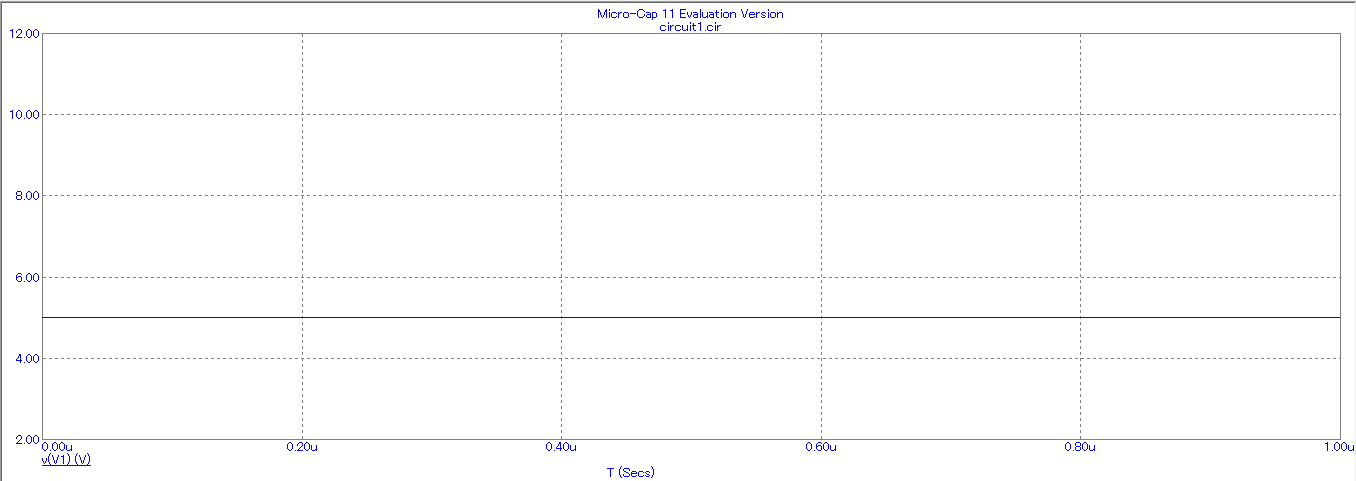 Micro-Cap 11 Evaluation Version
circuit1.cir
12.00
10.00
8.00
6.00
4.00
2.00
0.00u 0.20u 0.40u 0.60u 0.80u 1.00u
v(V1) (V)
T (Secs)